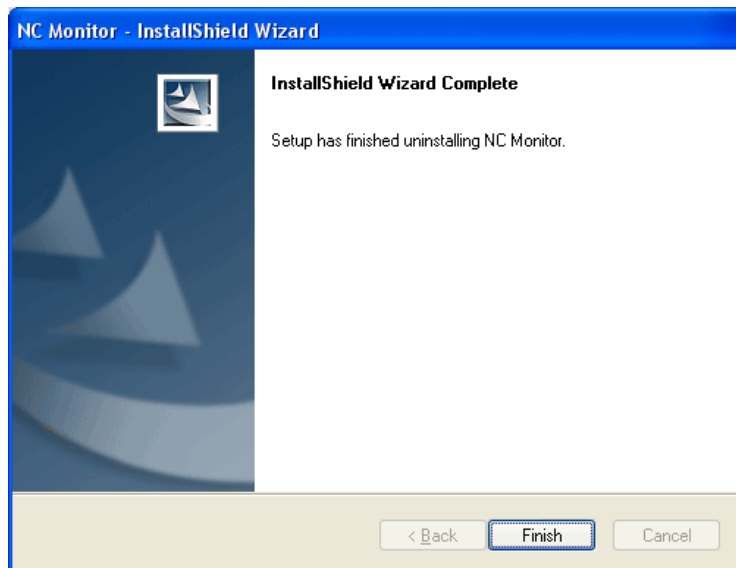 NC Monitor - InstallShield Wizard
InstallShield Wizard Complete
Setup has finished uninstalling NC Monitor.
< Back
Finish
Cancel